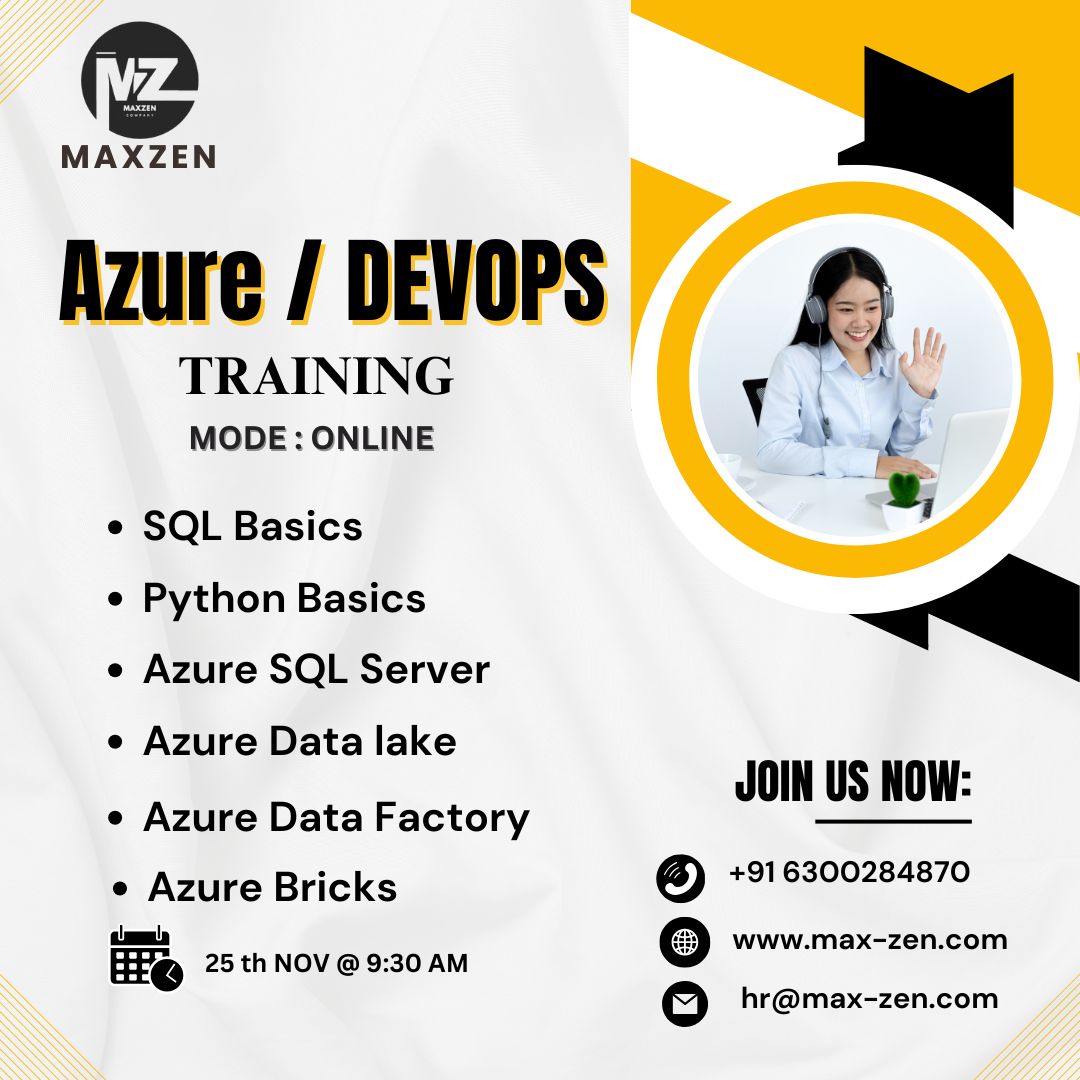 MZ
MAXZEN
COMPANY
MAXZEN
Azure / DEVOPS
TRAINING
MODE : ONLINE
• SQL Basics
• Python Basics
• Azure SQL Server
• Azure Data lake
• Azure Data Factory
• Azure Bricks
25 th NOV @ 9:30 AM
JOIN US NOW:
+91 6300284870
www.max-zen.com
hr@max-zen.com